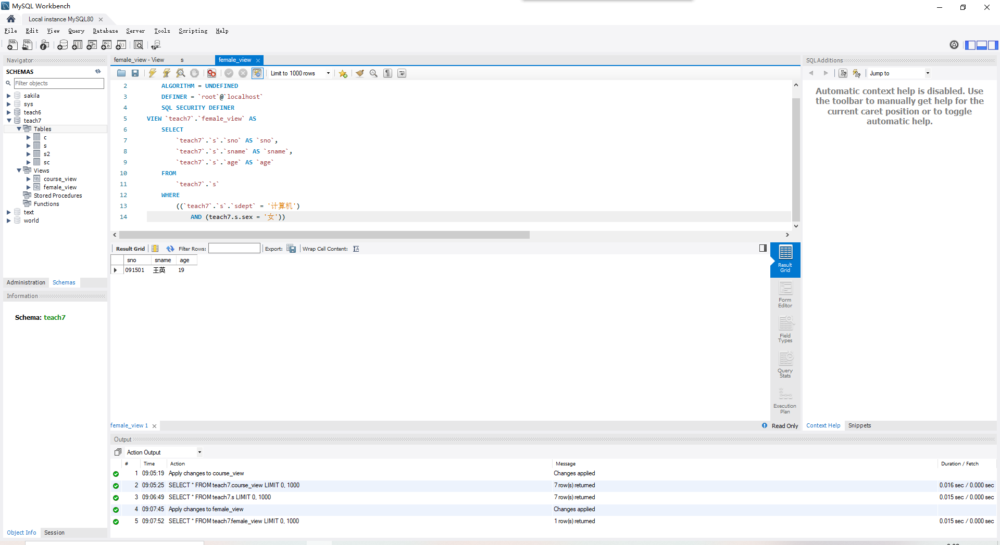 MySQL Workbench
Local instance MySQL80
File Edit View Query Database Server Tools Scripting Help
Navigator
SCHEMAS
Filter objects
sakila
sys
teach6
teach7
Tables
c
s
s2
sc
Views
course_view
female_view
Stored Procedures
Functions
text
world
Administration Schemas
Information
Schema: teach7
Object Info Session
female_view - View s female_view
Limit to 1000 rows
2 ALGORITHM = UNDEFINED
3 DEFINER = `root`@`localhost`
4 SQL SECURITY DEFINER
5 VIEW `teach7`.`female_view` AS
6 SELECT
7 `teach7`.`s`.`sno` AS `sno`,
8 `teach7`.`s`.`sname` AS `sname`,
9 `teach7`.`s`.`age` AS `age`
10 FROM
11 `teach7`.`s`
12 WHERE
13 ((`teach7`.`s`.`sdept` = '计算机')
14 AND (teach7.s.sex = '女'))
Result Grid Filter Rows: Export: Wrap Cell Content:
sno sname age
091501 王英 19
Result Grid
Form Editor
Field Types
Query Stats
Execution Plan
female_view 1 Read Only
SQLAdditions
Jump to
Automatic context help is disabled. Use
the toolbar to manually get help for the
current caret position or to toggle
automatic help.
Context Help Snippets
Output
Action Output
# Time Action Message Duration / Fetch
1 09:05:19 Apply changes to course_view Changes applied
2 09:05:25 SELECT * FROM teach7.course_view LIMIT 0, 1000 7 row(s) returned 0.016 sec / 0.000 sec
3 09:06:49 SELECT * FROM teach7.s LIMIT 0, 1000 7 row(s) returned 0.015 sec / 0.000 sec
4 09:07:45 Apply changes to female_view Changes applied
5 09:07:52 SELECT * FROM teach7.female_view LIMIT 0, 1000 1 row(s) returned 0.015 sec / 0.000 sec